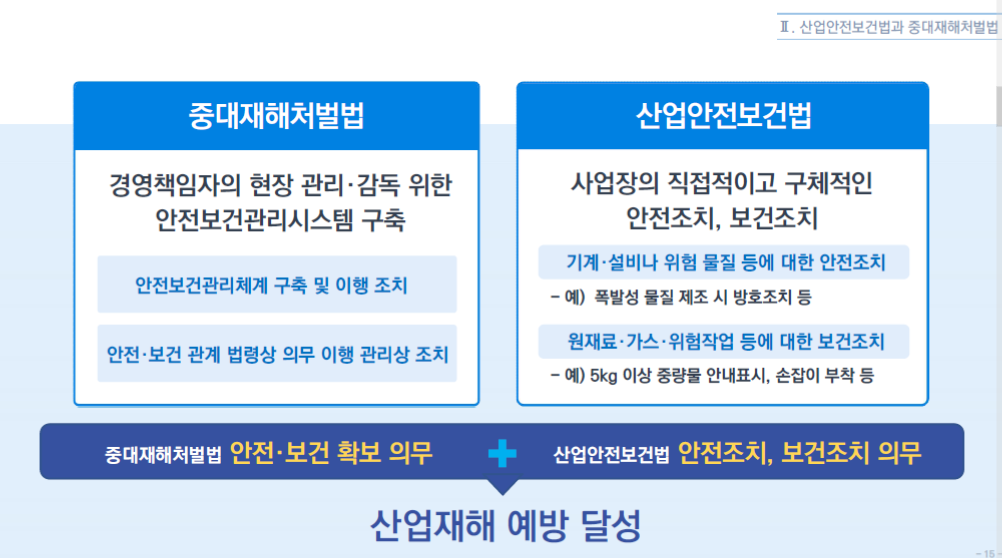 Ⅱ. 산업안전보건법과 중대재해처벌법
중대재해처벌법
경영책임자의 현장 관리·감독 위한
안전보건관리시스템 구축
안전보건관리체계 구축 및 이행 조치
안전·보건 관계 법령상 의무 이행 관리상 조치
산업안전보건법
사업장의 직접적이고 구체적인
안전조치, 보건조치
기계·설비나 위험 물질 등에 대한 안전조치
- 예) 폭발성 물질 제조 시 방호조치 등
원재료·가스·위험작업 등에 대한 보건조치
- 예) 5kg 이상 중량물 안내표시, 손잡이 부착 등
중대재해처벌법 안전·보건 확보 의무 + 산업안전보건법 안전조치, 보건조치 의무
산업재해 예방 달성
- 15 -